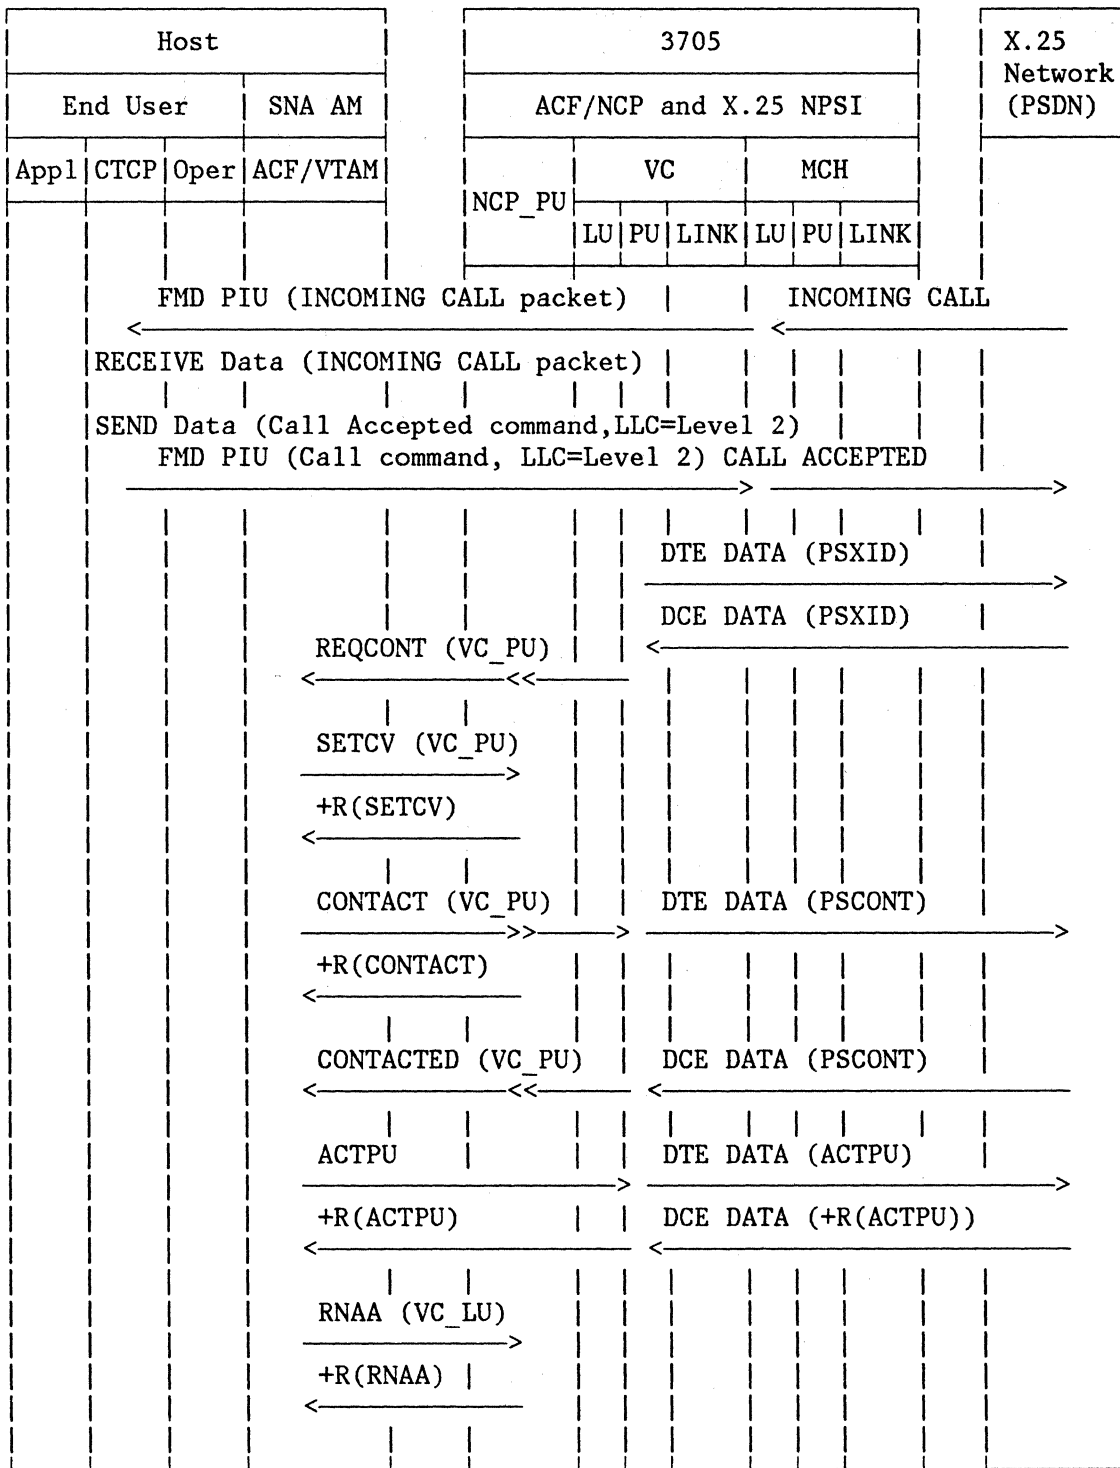 Host 3705 X.25
Network
End User SNA AM ACF/NCP and X.25 NPSI (PSDN)
Appl CTCP Oper ACF/VTAM VC MCH
NCP_PU
LU PU LINK LU PU LINK
FMD PIU (INCOMING CALL packet) INCOMING CALL
RECEIVE Data (INCOMING CALL packet)
SEND Data (Call Accepted command,LLC=Level 2)
FMD PIU (Call command, LLC=Level 2) CALL ACCEPTED
DTE DATA (PSXID)
DCE DATA (PSXID)
REQCONT (VC_PU)
SETCV (VC_PU)
+R(SETCV)
CONTACT (VC_PU) DTE DATA (PSCONT)
+R(CONTACT)
CONTACTED (VC_PU) DCE DATA (PSCONT)
ACTPU DTE DATA (ACTPU)
+R(ACTPU) DCE DATA (+R(ACTPU))
RNAA (VC_LU)
+R(RNAA)